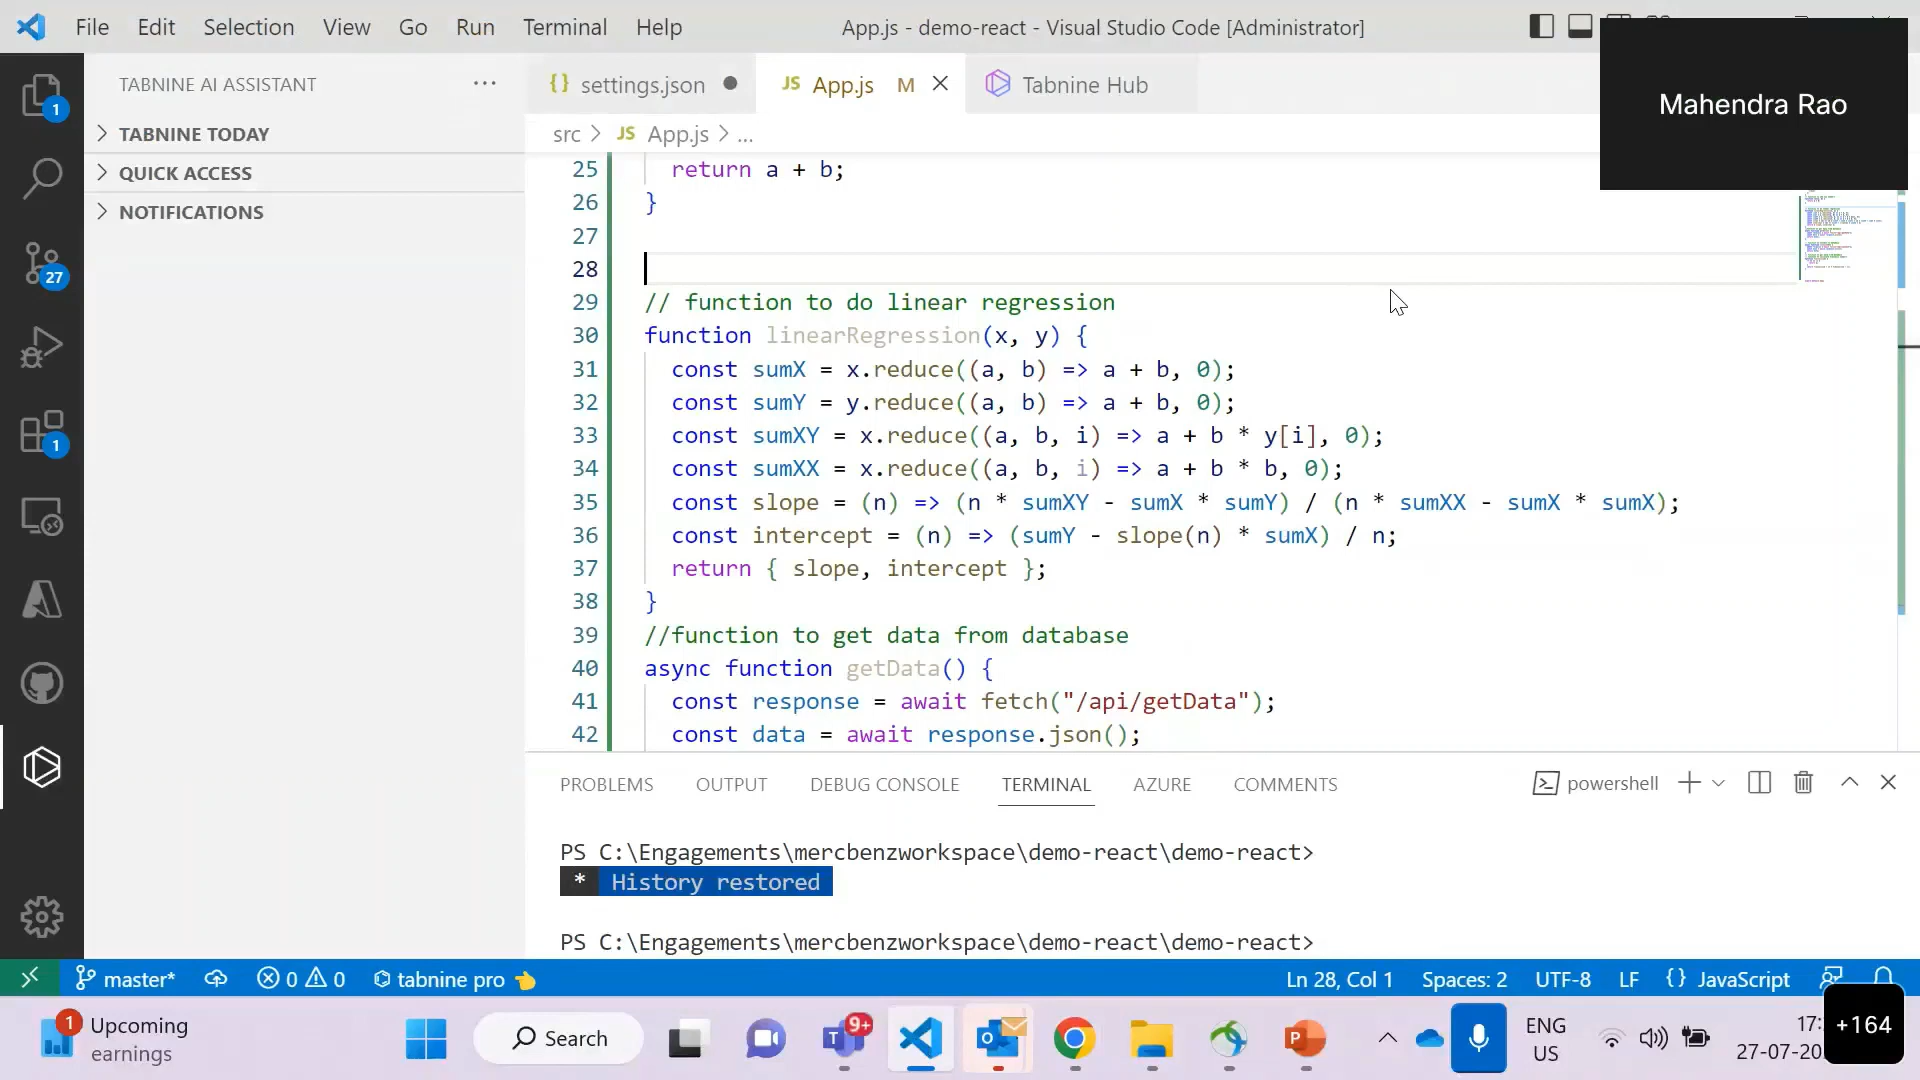 File Edit Selection View Go Run Terminal Help
App.js - demo-react - Visual Studio Code [Administrator]
Mahendra Rao
TABNINE AI ASSISTANT ...
{} settings.json
JS App.js M
Tabnine Hub
TABNINE TODAY
QUICK ACCESS
NOTIFICATIONS
1
27
1
src > JS App.js > ...
25 return a + b;
26 }
27
28
29 // function to do linear regression
30 function linearRegression(x, y) {
31 const sumX = x.reduce((a, b) => a + b, 0);
32 const sumY = y.reduce((a, b) => a + b, 0);
33 const sumXY = x.reduce((a, b, i) => a + b * y[i], 0);
34 const sumXX = x.reduce((a, b, i) => a + b * b, 0);
35 const slope = (n) => (n * sumXY - sumX * sumY) / (n * sumXX - sumX * sumX);
36 const intercept = (n) => (sumY - slope(n) * sumX) / n;
37 return { slope, intercept };
38 }
39 //function to get data from database
40 async function getData() {
41 const response = await fetch("/api/getData");
42 const data = await response.json();
PROBLEMS OUTPUT DEBUG CONSOLE TERMINAL AZURE COMMENTS
powershell
PS C:\Engagements\mercbenzworkspace\demo-react\demo-react>
* History restored
PS C:\Engagements\mercbenzworkspace\demo-react\demo-react>
master* 0 0 tabnine pro
Ln 28, Col 1 Spaces: 2 UTF-8 LF {} JavaScript
1 Upcoming
earnings
Search
9+
ENG
US
17:
27-07-20
+164